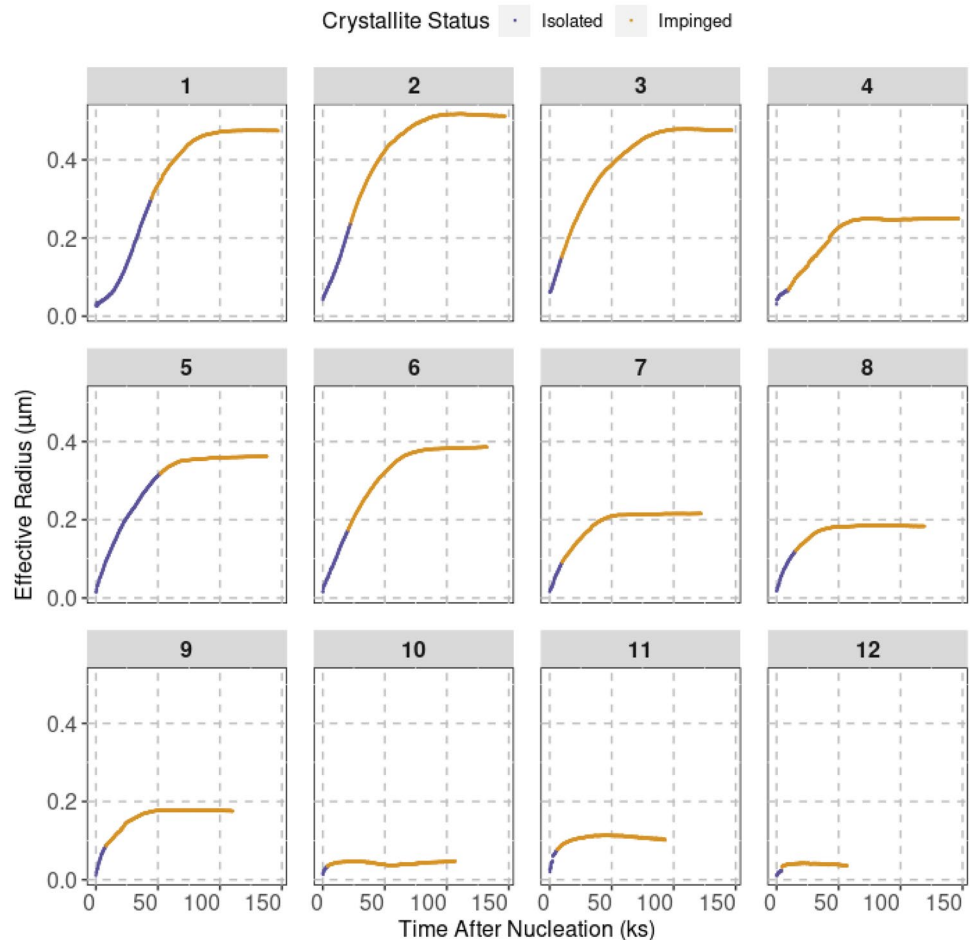 Crystallite Status Isolated Impinged
1 2 3 4
0.4
0.2
0.0
5 6 7 8
0.4
0.2
0.0
9 10 11 12
0.4
0.2
0.0
0 50 100 150 0 50 100 150 0 50 100 150 0 50 100 150
Effective Radius (µm)
Time After Nucleation (ks)